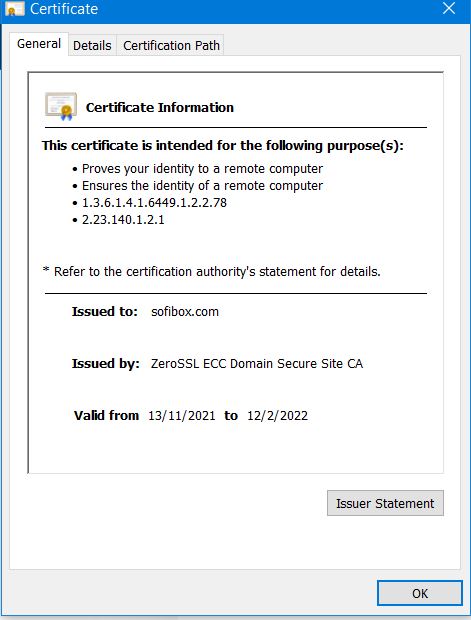 Certificate
General Details Certification Path
Certificate Information
This certificate is intended for the following purpose(s):
• Proves your identity to a remote computer
• Ensures the identity of a remote computer
• 1.3.6.1.4.1.6449.1.2.2.78
• 2.23.140.1.2.1
* Refer to the certification authority's statement for details.
Issued to: sofibox.com
Issued by: ZeroSSL ECC Domain Secure Site CA
Valid from 13/11/2021 to 12/2/2022
Issuer Statement
OK